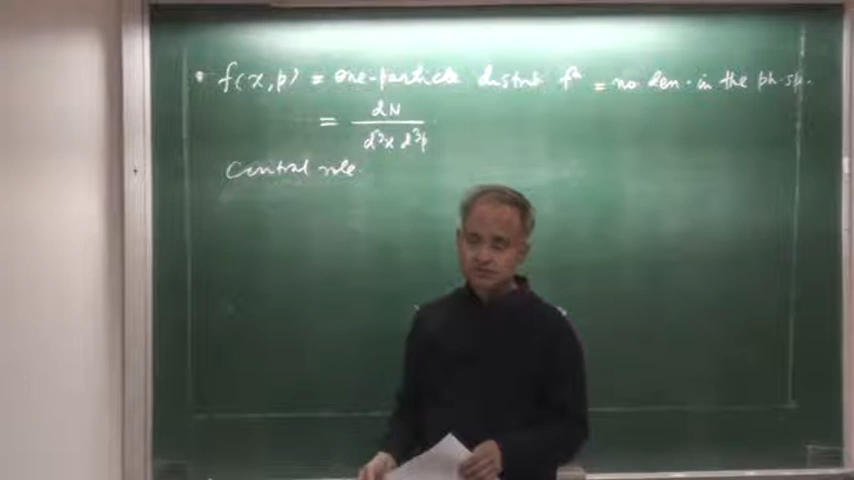 • f(x,p) = one-particle distrib. fⁿ = no den. in the ph. sp.
= dN / d³x d³p
Central role